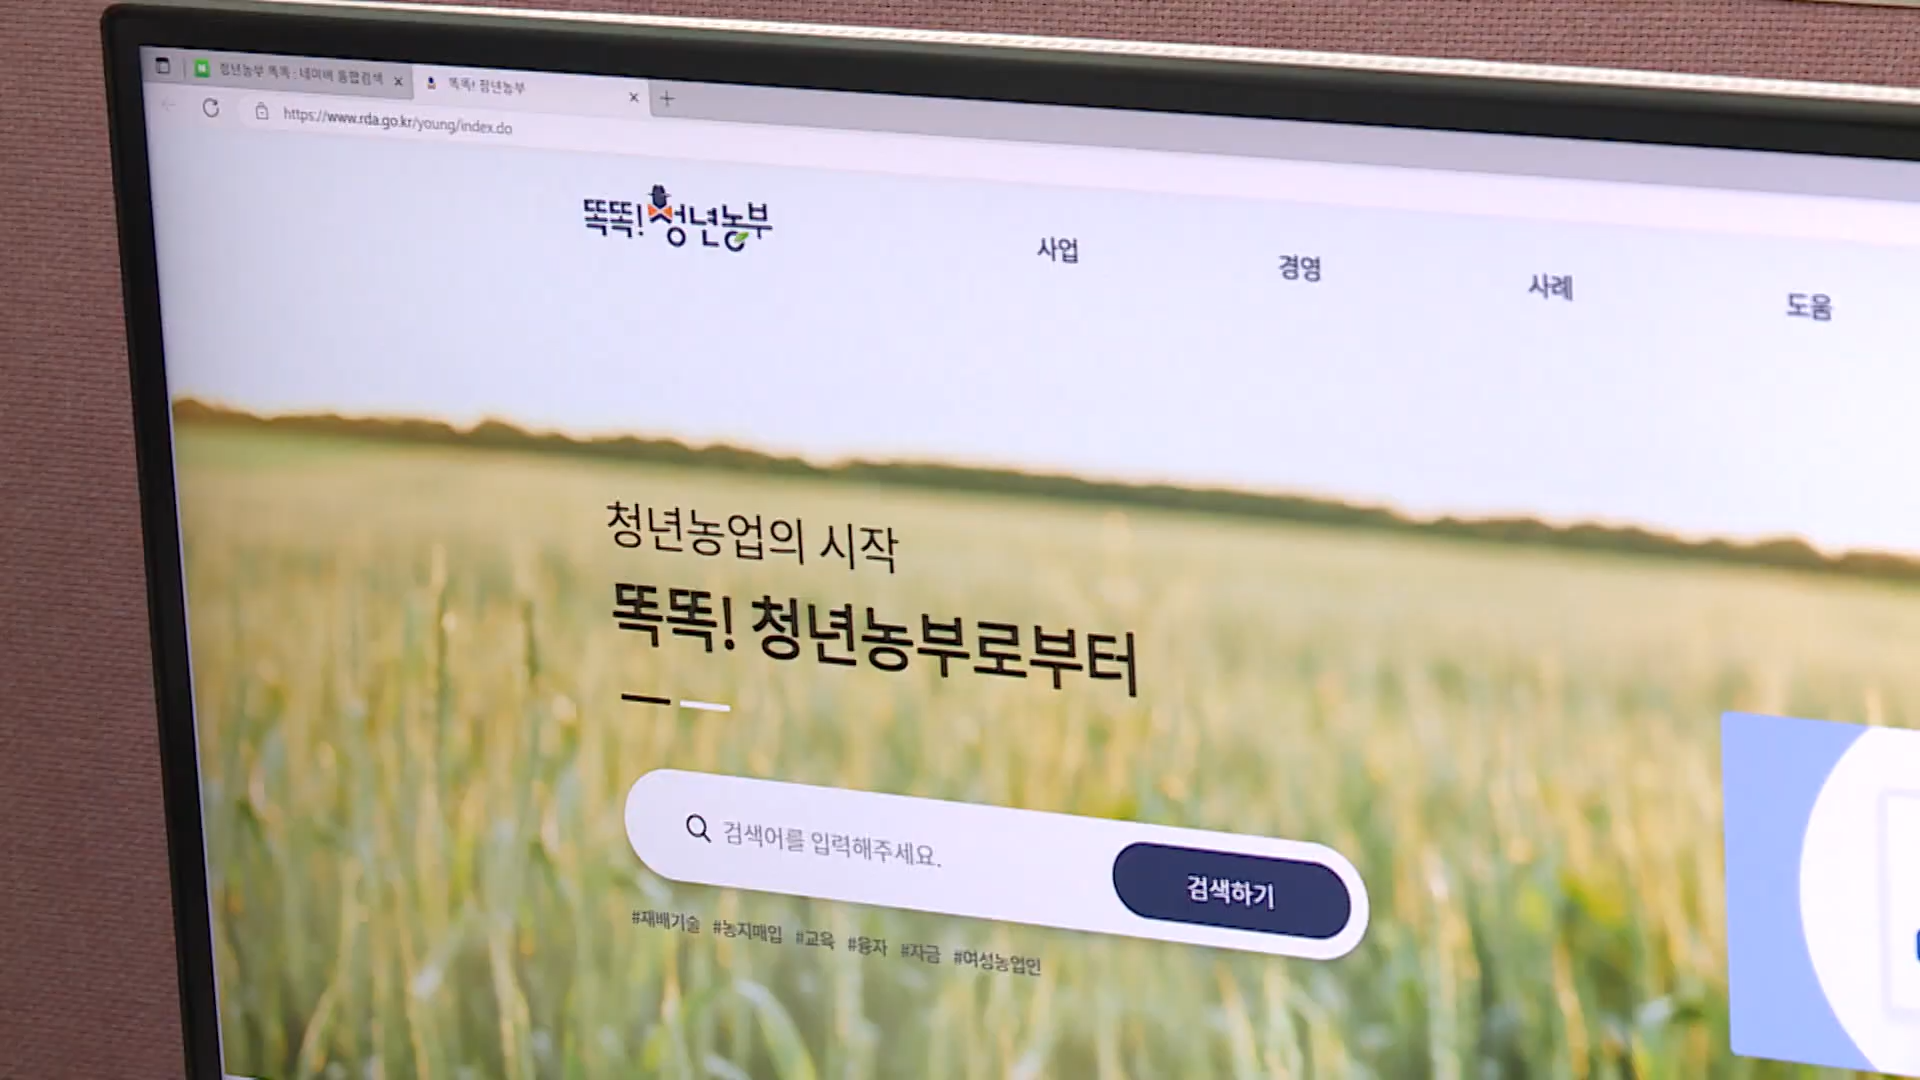 청년농부 똑똑 : 네이버 통합검색
똑똑! 청년농부
https://www.rda.go.kr/young/index.do
똑똑! 청년농부
사업
경영
사례
도움
청년농업의 시작
똑똑! 청년농부로부터
검색어를 입력해주세요.
검색하기
#재배기술 #농지매입 #교육 #융자 #자금 #여성농업인